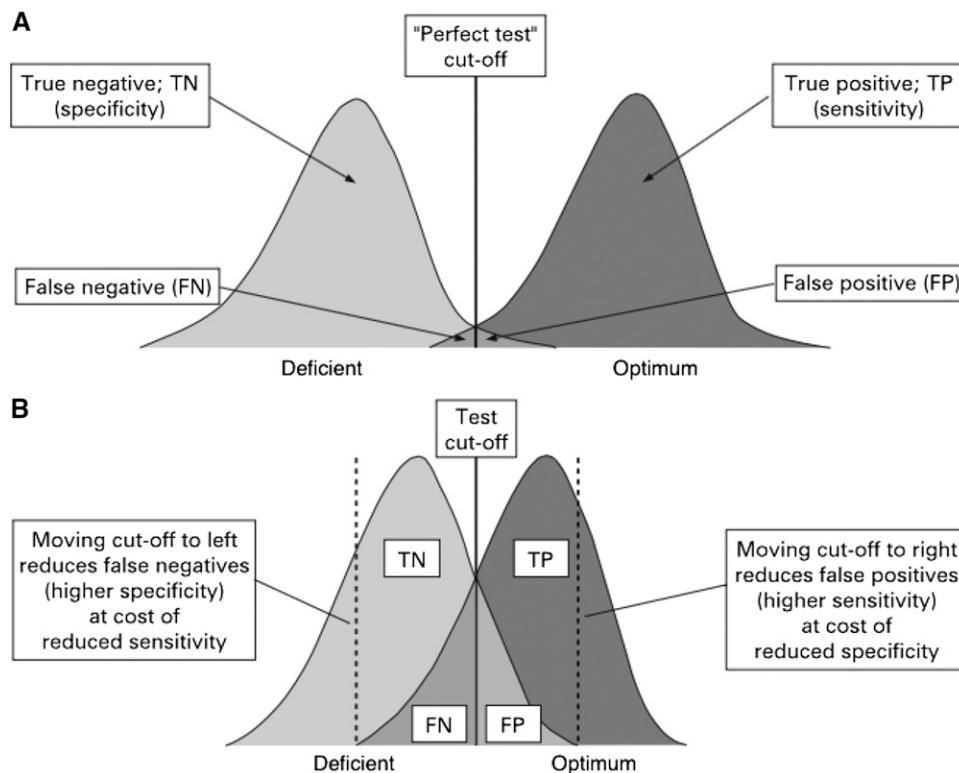 A
"Perfect test"
cut-off
True negative; TN
(specificity)
True positive; TP
(sensitivity)
False negative (FN)
False positive (FP)
Deficient
Optimum
B
Test
cut-off
Moving cut-off to left
reduces false negatives
(higher specificity)
at cost of
reduced sensitivity
TN
TP
Moving cut-off to right
reduces false positives
(higher sensitivity)
at cost of
reduced specificity
FN
FP
Deficient
Optimum